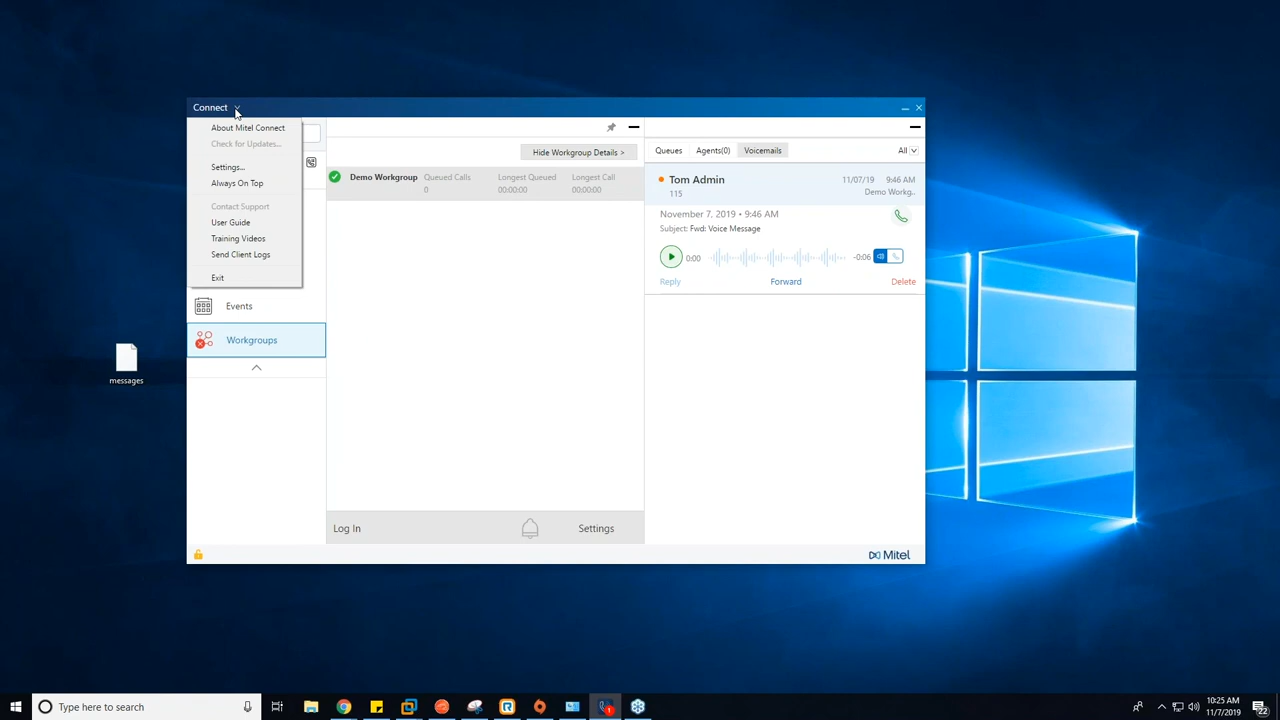 Connect
About Mitel Connect
Check for Updates...
Settings...
Always On Top
Contact Support
User Guide
Training Videos
Send Client Logs
Exit
Events
Workgroups
Hide Workgroup Details >
Demo Workgroup Queued Calls Longest Queued Longest Call
0 00:00:00 00:00:00
Log In Settings
Queues Agents(0) Voicemails All
Tom Admin 11/07/19 9:46 AM
115 Demo Workg..
November 7, 2019 • 9:46 AM
Subject: Fwd: Voice Message
0:00 -0:06
Reply Forward Delete
Mitel
messages
Type here to search
10:25 AM
11/7/2019
22
1